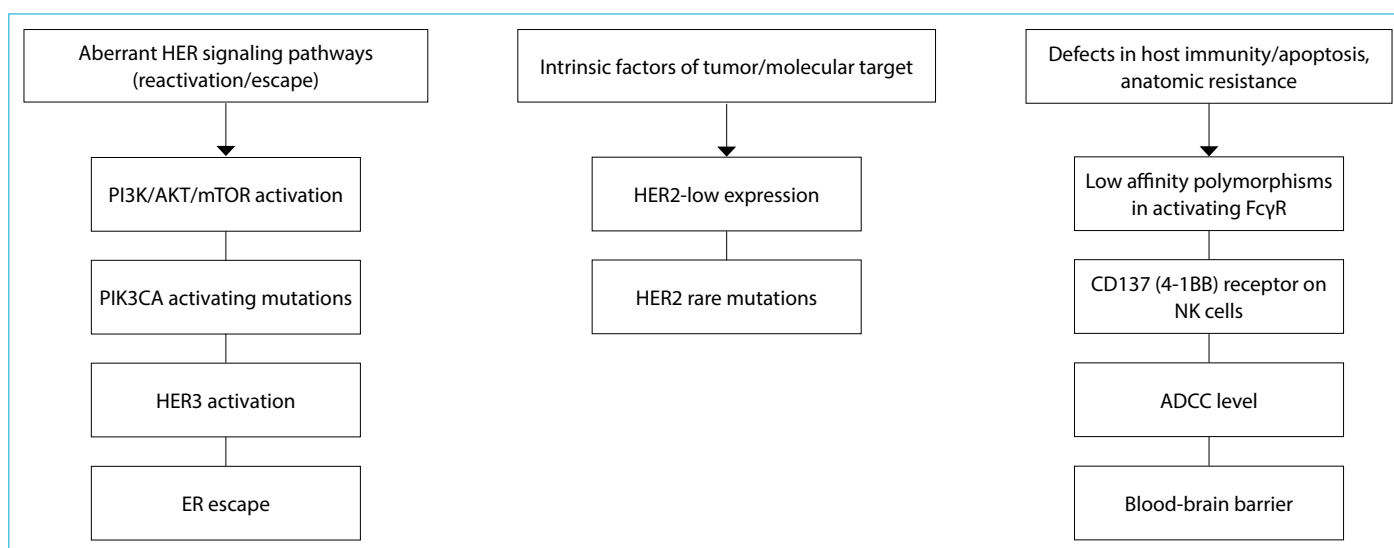 Aberrant HER signaling pathways
(reactivation/escape)
PI3K/AKT/mTOR activation
PIK3CA activating mutations
HER3 activation
ER escape
Intrinsic factors of tumor/molecular target
HER2-low expression
HER2 rare mutations
Defects in host immunity/apoptosis,
anatomic resistance
Low affinity polymorphisms
in activating FcγR
CD137 (4-1BB) receptor on
NK cells
ADCC level
Blood-brain barrier